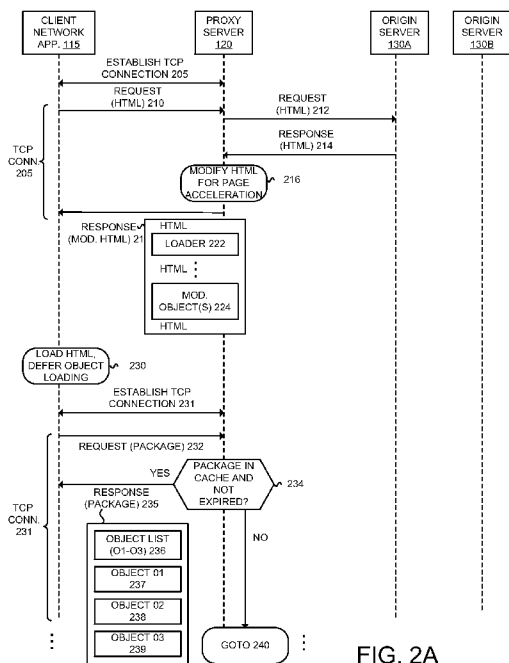 CLIENT
NETWORK
APP. 115
PROXY
SERVER
120
ORIGIN
SERVER
130A
ORIGIN
SERVER
130B
ESTABLISH TCP
CONNECTION 205
REQUEST
(HTML) 210
REQUEST
(HTML) 212
RESPONSE
(HTML) 214
TCP
CONN.
205
MODIFY HTML
FOR PAGE
ACCELERATION
216
RESPONSE
(MOD. HTML) 21
HTML
LOADER 222
HTML
MOD.
OBJECT(S) 224
HTML
LOAD HTML,
DEFER OBJECT
LOADING
230
ESTABLISH TCP
CONNECTION 231
REQUEST (PACKAGE) 232
TCP
CONN.
231
YES
PACKAGE IN
CACHE AND
NOT
EXPIRED?
234
RESPONSE
(PACKAGE) 235
NO
OBJECT LIST
(O1-O3) 236
OBJECT 01
237
OBJECT 02
238
OBJECT 03
239
GOTO 240
FIG. 2A